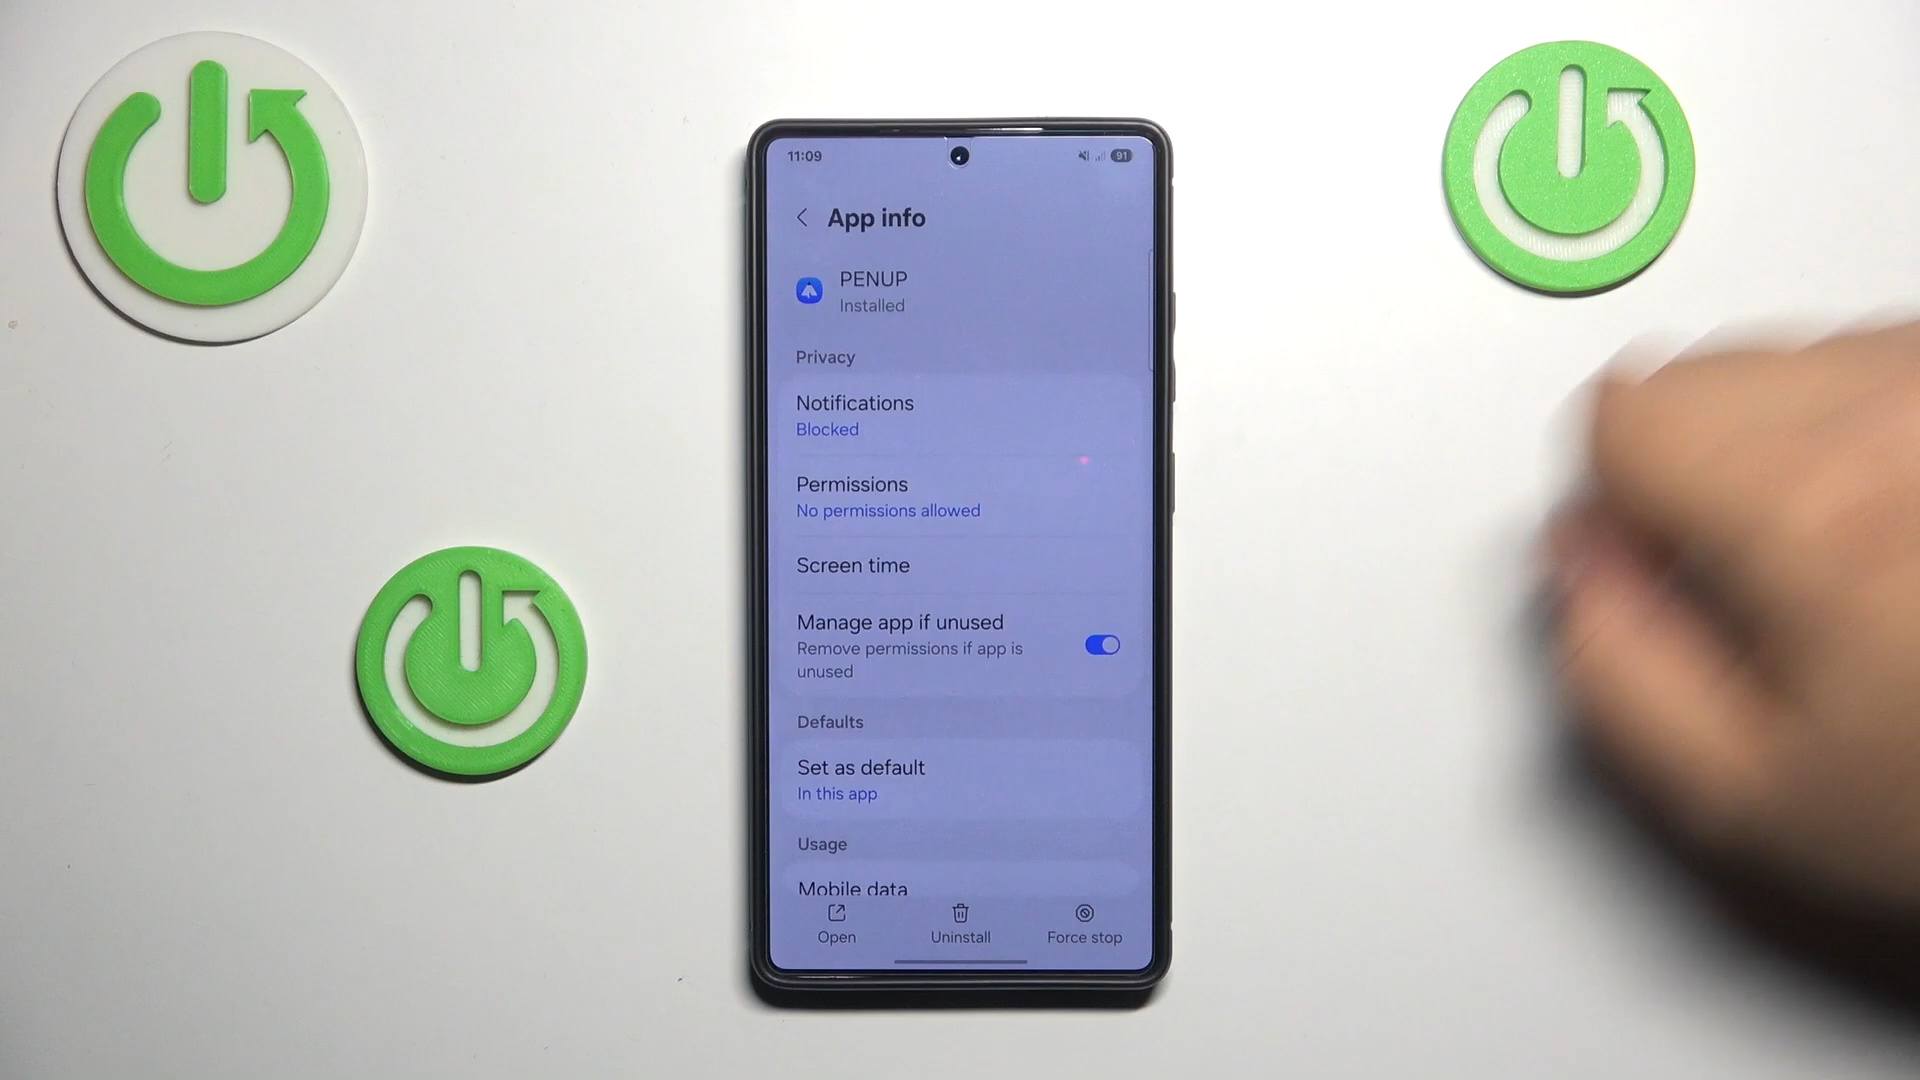 11:09
91
App info
PENUP
Installed
Privacy
Notifications
Blocked
Permissions
No permissions allowed
Screen time
Manage app if unused
Remove permissions if app is
unused
Defaults
Set as default
In this app
Usage
Mobile data
Open
Uninstall
Force stop